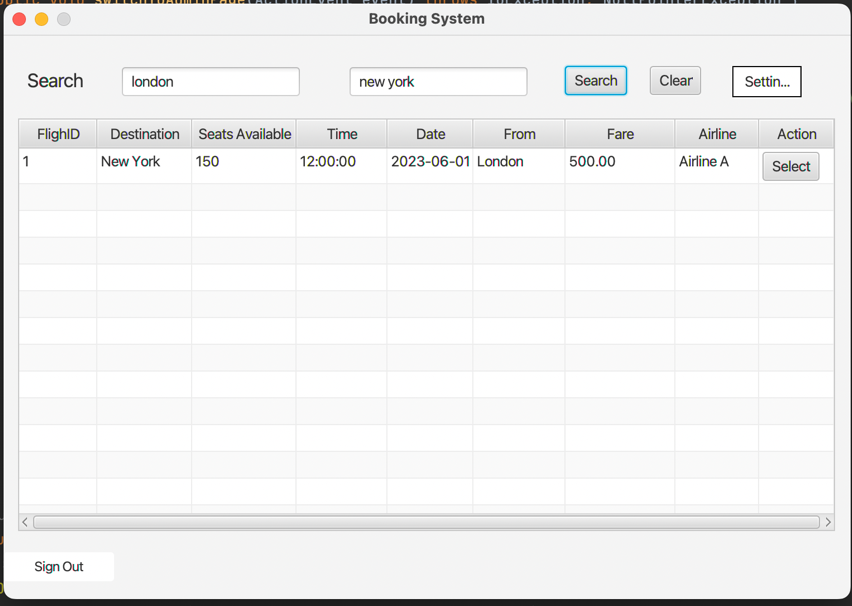 Booking System
Search london new york Search Clear Settin...
FlighID Destination Seats Available Time Date From Fare Airline Action
1 New York 150 12:00:00 2023-06-01 London 500.00 Airline A Select
Sign Out